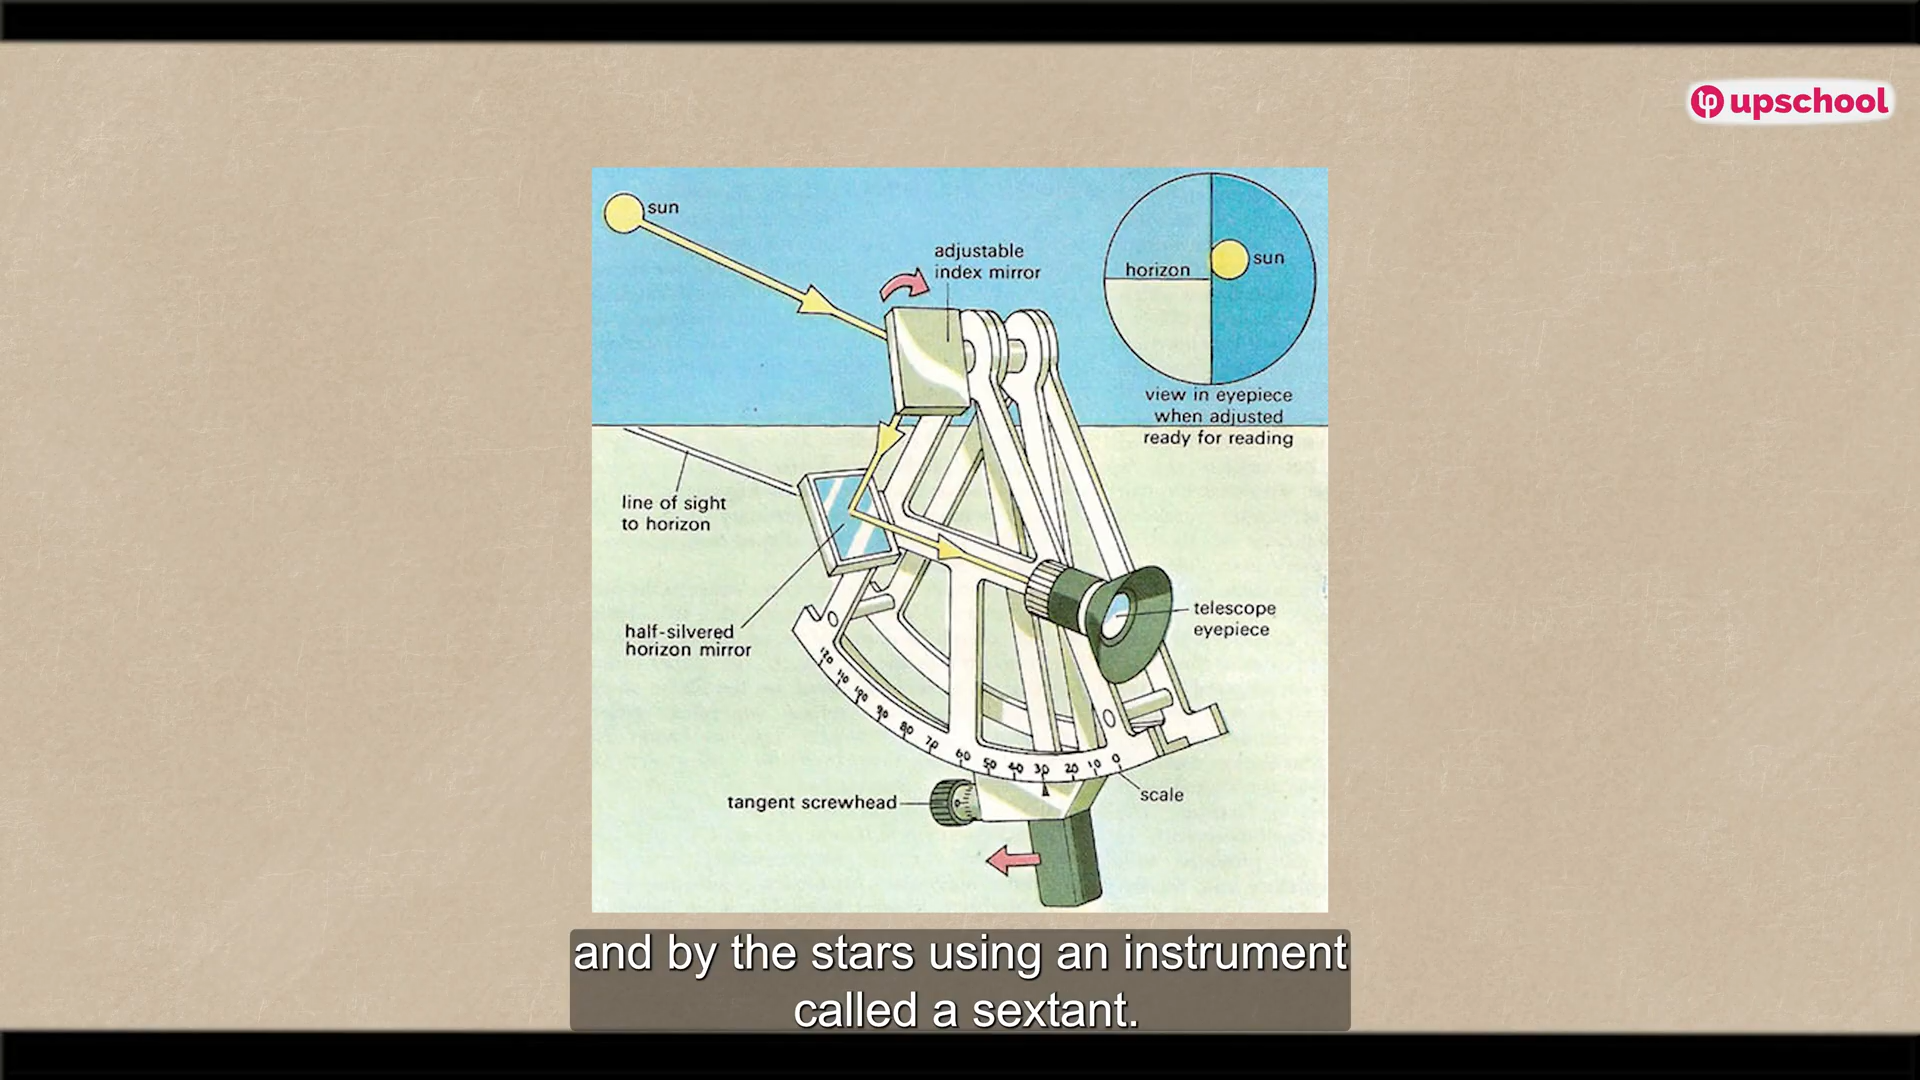 upschool
sun
adjustable
index mirror
horizon
sun
view in eyepiece
when adjusted
ready for reading
line of sight
to horizon
half-silvered
horizon mirror
telescope
eyepiece
120 110 100 90 80 70 60 50 40 30 20 10 0
tangent screwhead
scale
and by the stars using an instrument
called a sextant.